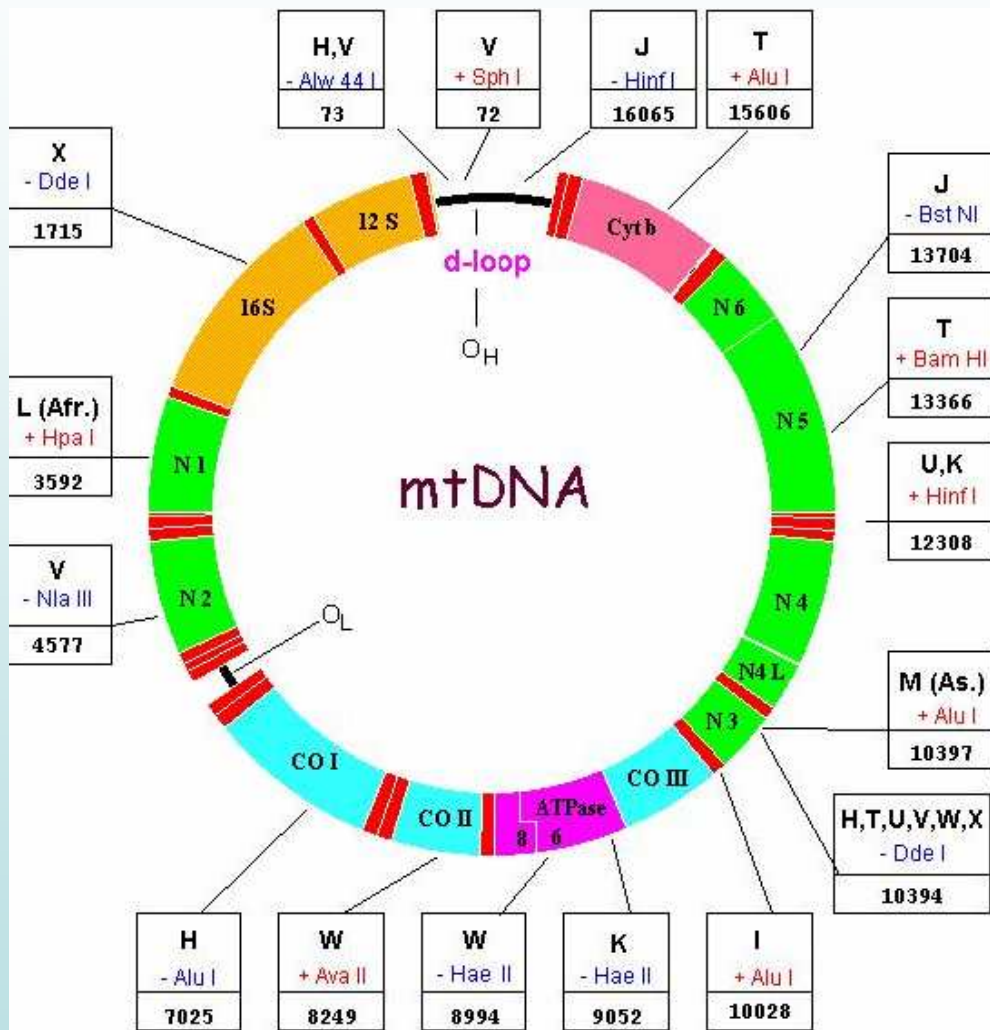 H,V
- Alw 44 I
73
V
+ Sph I
72
J
- Hinf I
16065
T
+ Alu I
15606
X
- Dde I
1715
J
- Bst NI
13704
T
+ Bam HI
13366
L (Afr.)
+ Hpa I
3592
U,K
+ Hinf I
12308
V
- Nla III
4577
M (As.)
+ Alu I
10397
H,T,U,V,W,X
- Dde I
10394
H
- Alu I
7025
W
+ Ava II
8249
W
- Hae II
8994
K
- Hae II
9052
I
+ Alu I
10028
I2 S
d-loop
Cyt b
I6S
N 6
OH
N 5
N 1
mtDNA
N 2
OL
N 4
N4 L
N 3
CO I
CO II
CO III
ATPase
8
6